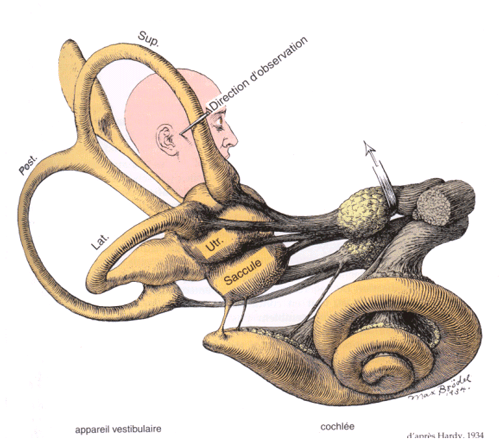 Sup.
Direction d'observation
Post.
Lat.
Utr.
Saccule
Max Brödel
1934.
appareil vestibulaire
cochlée
d'après Hardy, 1934